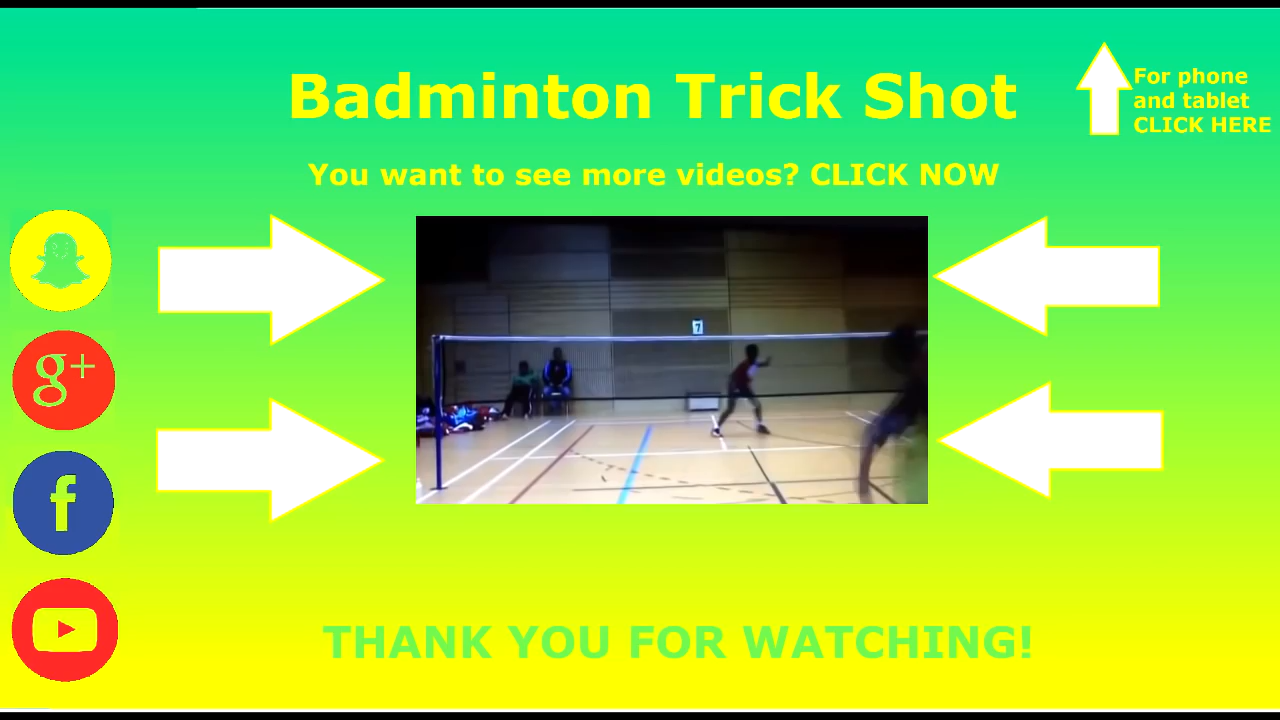 Badminton Trick Shot
For phone
and tablet
CLICK HERE
You want to see more videos? CLICK NOW
7
g+
f
THANK YOU FOR WATCHING!